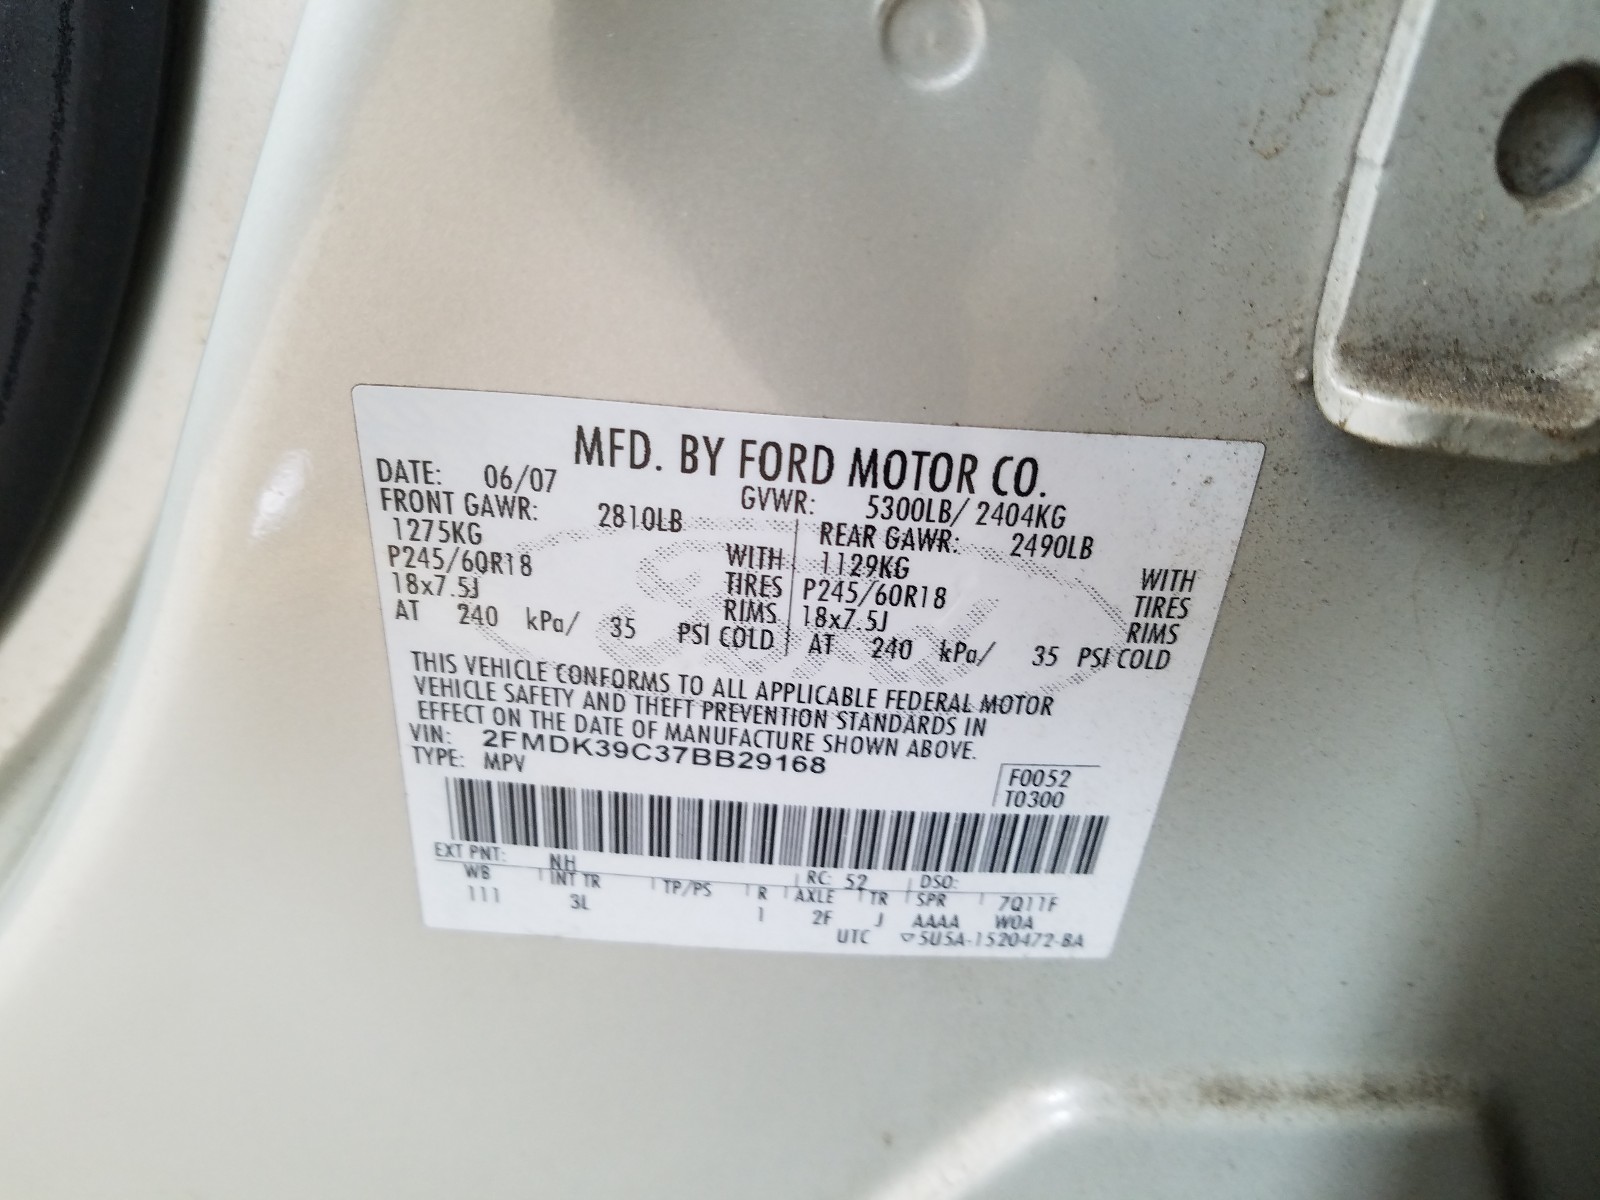 MFD. BY FORD MOTOR CO.
DATE: 06/07 GVWR: 5300LB/ 2404KG
FRONT GAWR: 2810LB REAR GAWR: 2490LB
1275KG WITH 1129KG WITH
P245/60R18 TIRES P245/60R18 TIRES
18x7.5J RIMS 18x7.5J RIMS
AT 240 kPa/ 35 PSI COLD AT 240 kPa/ 35 PSI COLD
THIS VEHICLE CONFORMS TO ALL APPLICABLE FEDERAL MOTOR
VEHICLE SAFETY AND THEFT PREVENTION STANDARDS IN
EFFECT ON THE DATE OF MANUFACTURE SHOWN ABOVE.
VIN: 2FMDK39C37BB29168
TYPE: MPV
F0052
T0300
EXT PNT: NH RC: 52 DSO:
WB INT TR TP/PS R AXLE TR SPR 7Q11F
111 3L 1 2F J AAAA W0A
UTC ▽5U5A-1520472-BA